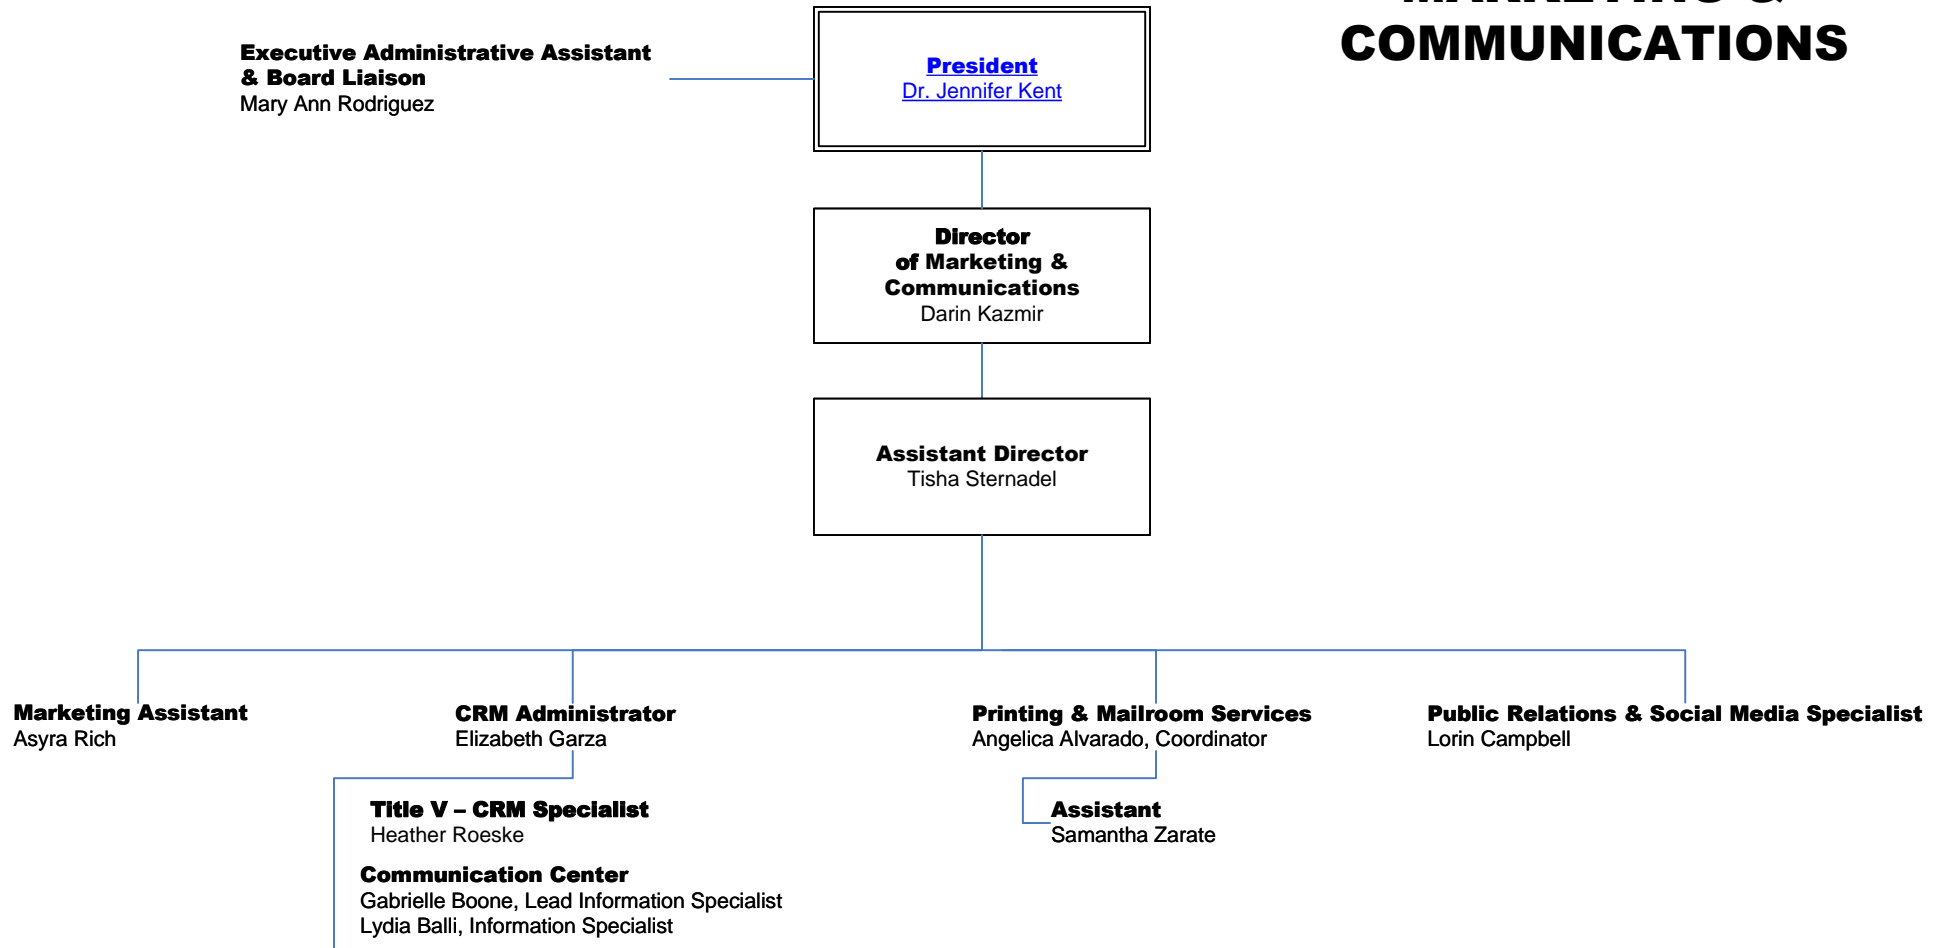 MARKETING &
COMMUNICATIONS
Executive Administrative Assistant
& Board Liaison
Mary Ann Rodriguez
President
Dr. Jennifer Kent
Director
of Marketing &
Communications
Darin Kazmir
Assistant Director
Tisha Sternadel
Marketing Assistant
Asyra Rich
CRM Administrator
Elizabeth Garza
Title V – CRM Specialist
Heather Roeske
Communication Center
Gabrielle Boone, Lead Information Specialist
Lydia Balli, Information Specialist
Printing & Mailroom Services
Angelica Alvarado, Coordinator
Assistant
Samantha Zarate
Public Relations & Social Media Specialist
Lorin Campbell